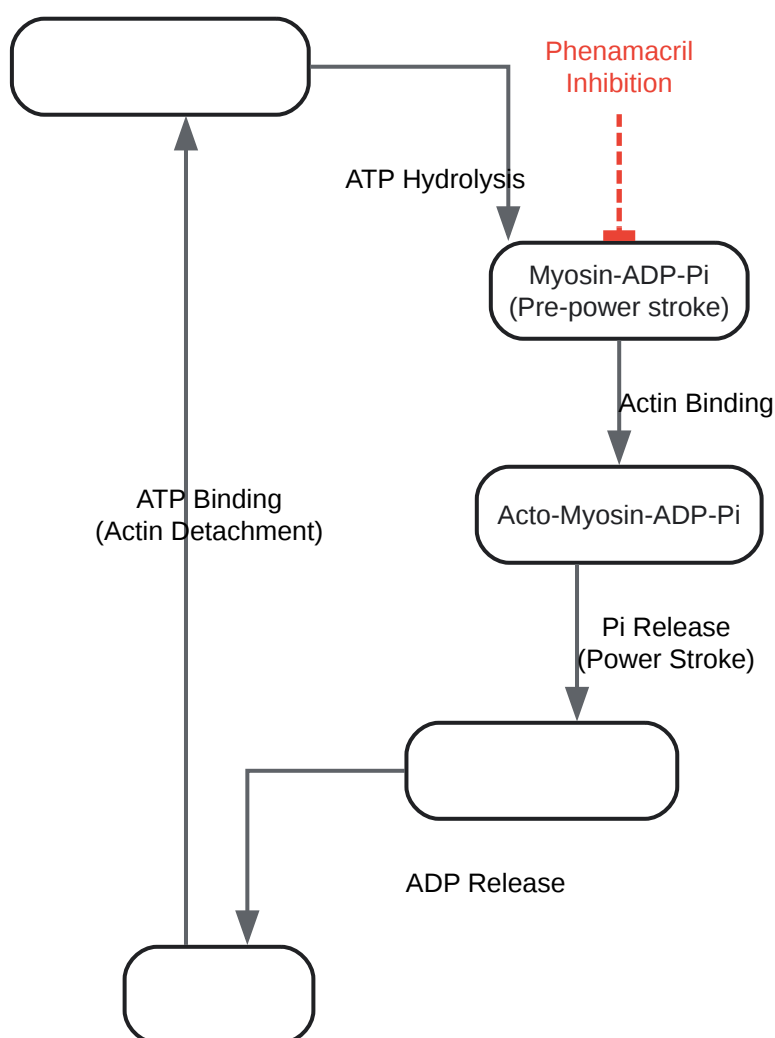 Phenamacril
Inhibition
ATP Hydrolysis
Myosin-ADP-Pi
(Pre-power stroke)
Actin Binding
ATP Binding
(Actin Detachment)
Acto-Myosin-ADP-Pi
Pi Release
(Power Stroke)
ADP Release